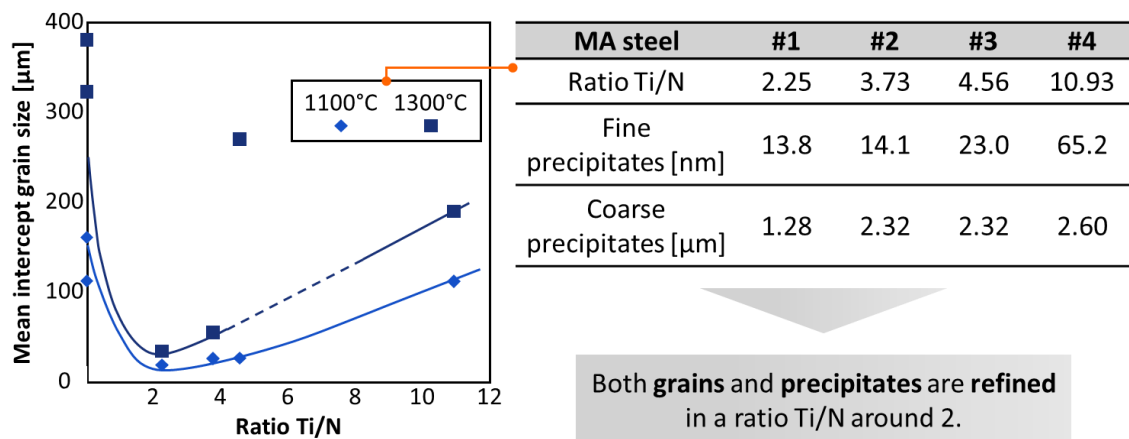 Mean intercept grain size [µm]
400
300
200
100
0
2
4
6
8
10
12
Ratio Ti/N
1100°C 1300°C
MA steel #1 #2 #3 #4
Ratio Ti/N 2.25 3.73 4.56 10.93
Fine
precipitates [nm] 13.8 14.1 23.0 65.2
Coarse
precipitates [µm] 1.28 2.32 2.32 2.60
Both grains and precipitates are refined
in a ratio Ti/N around 2.